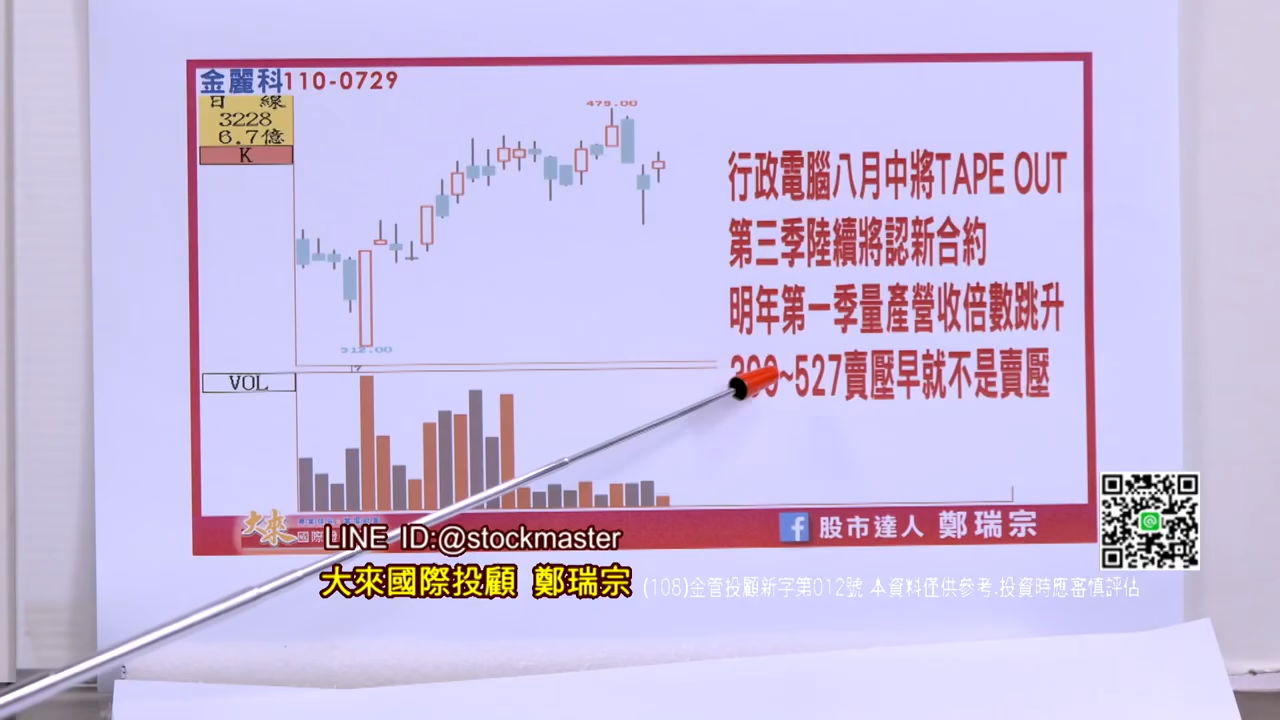 金麗科110-0729
日 線
3228
6.7億
K
479.00
312.00
7
VOL
行政電腦八月中將TAPE OUT
第三季陸續將認新合約
明年第一季量產營收倍數跳升
~527賣壓早就不是賣壓
大來
國際
f 股市達人 鄭瑞宗
LINE ID:@stockmaster
大來國際投顧 鄭瑞宗 (108)金管投顧新字第012號 本資料僅供參考.投資時應審慎評估